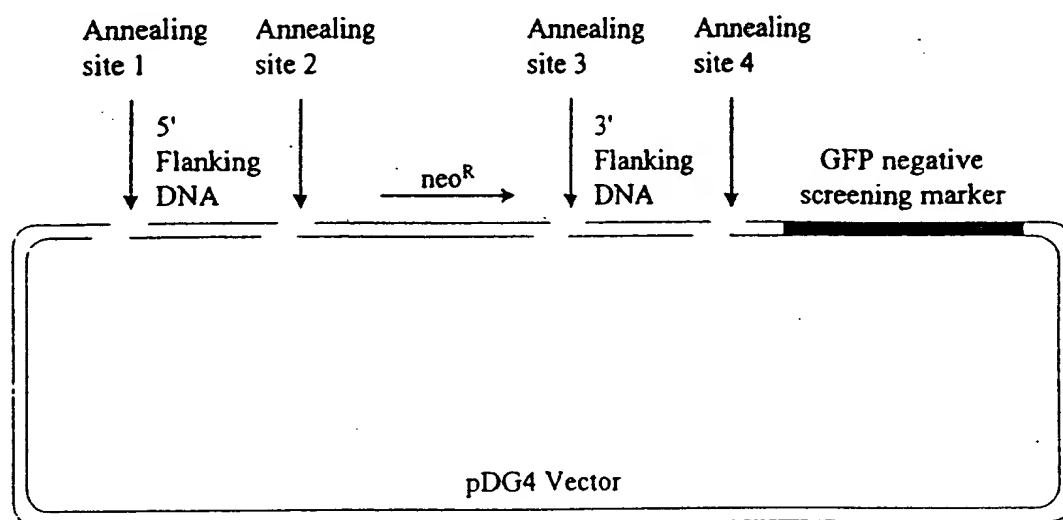 Annealing
site 1
Annealing
site 2
Annealing
site 3
Annealing
site 4
5'
Flanking
DNA
neoR
3'
Flanking
DNA
GFP negative
screening marker
pDG4 Vector